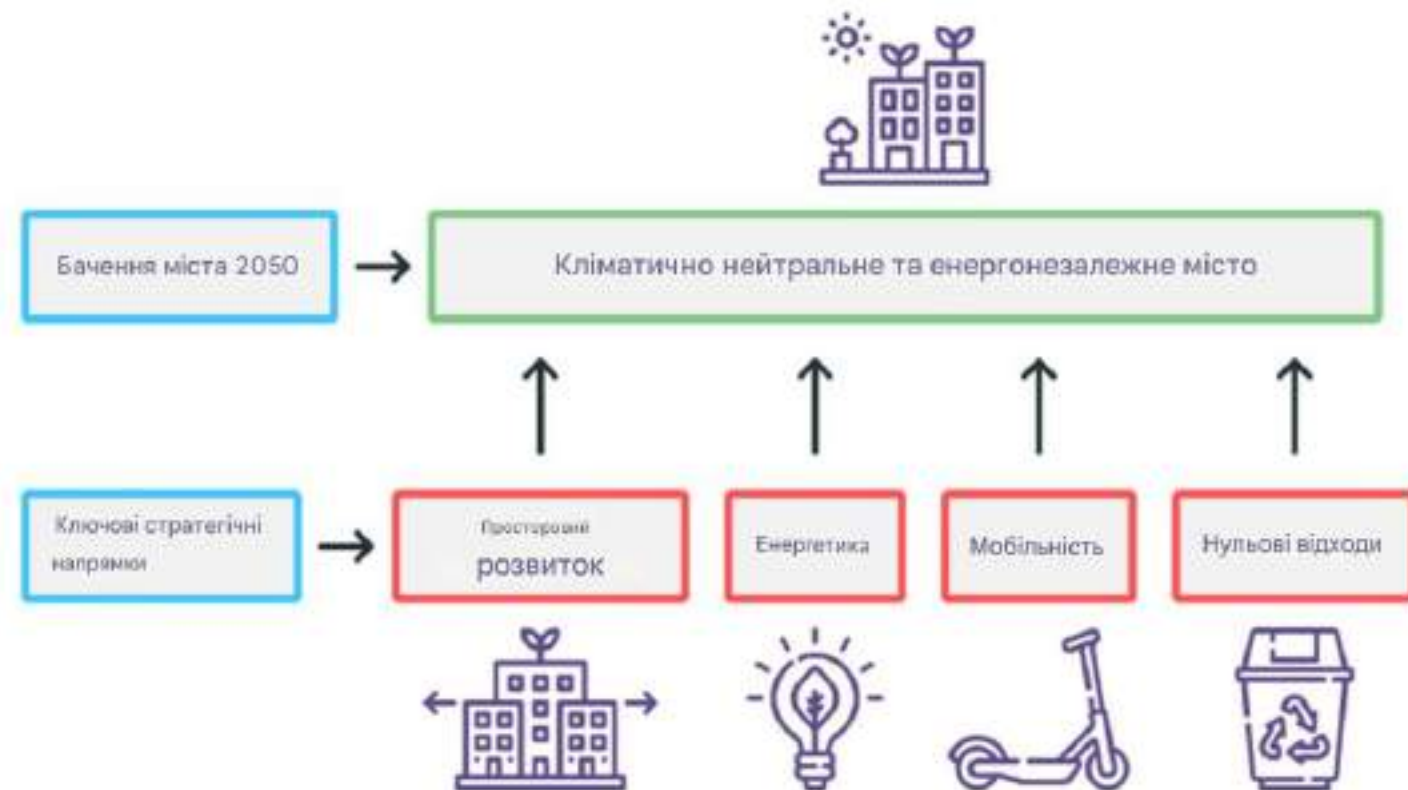 Бачення міста 2050
Кліматично нейтральне та енергонезалежне місто
Ключові стратегічні
напрямки
Просторовий
розвиток
Енергетика
Мобільність
Нульові відходи